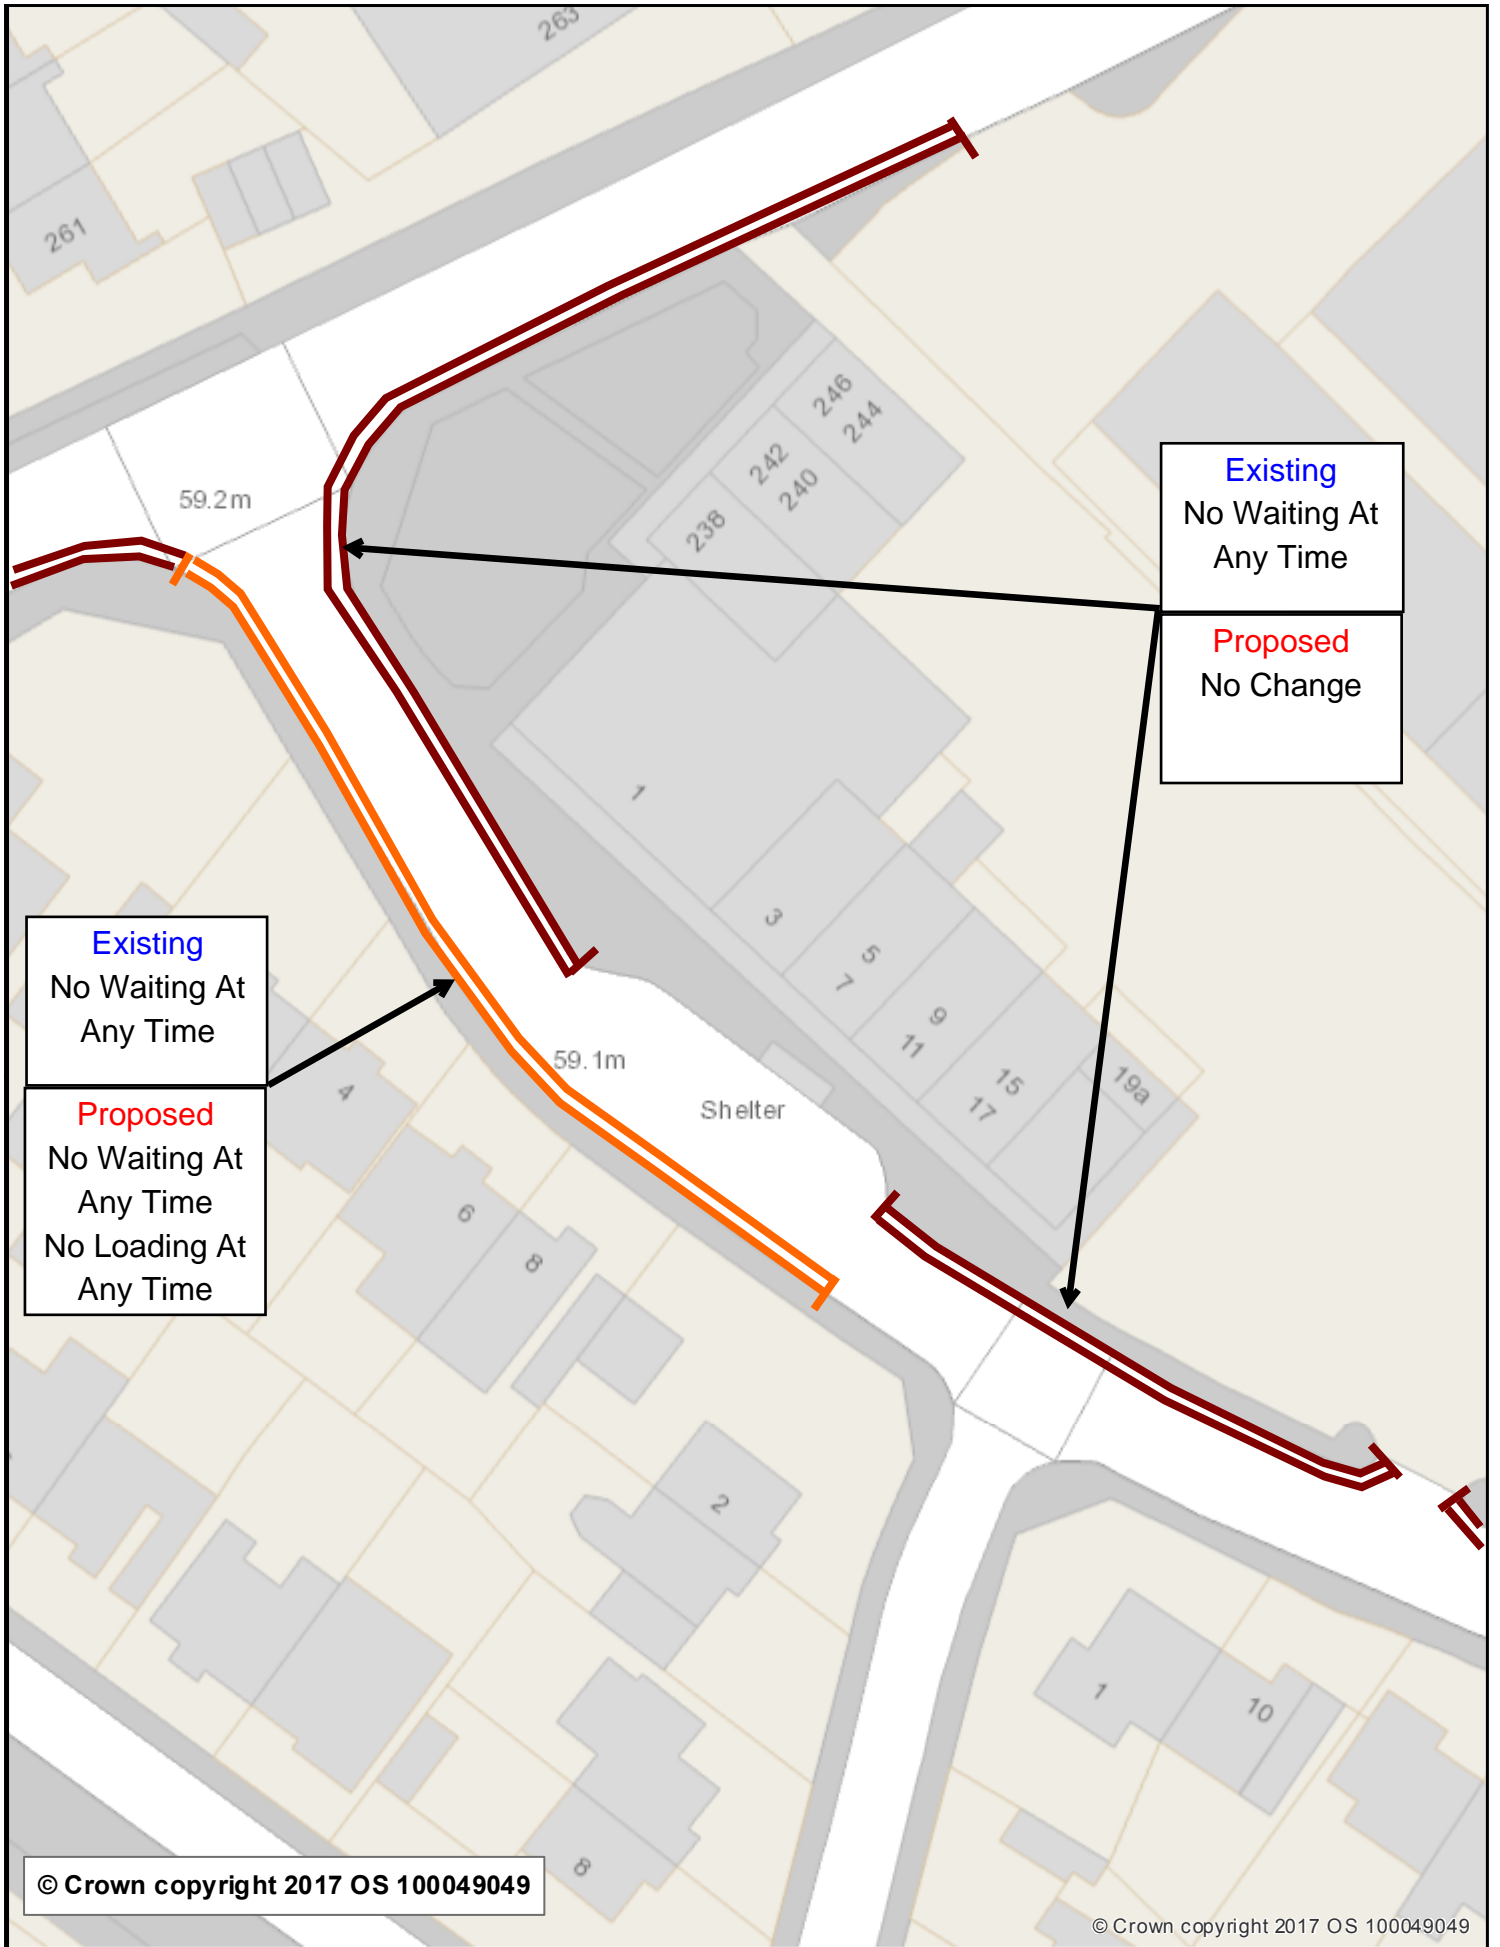 263
261
246
244
242
240
238
59.2m
Existing
No Waiting At
Any Time
Proposed
No Change
1
3
5
7
9
11
15
17
19a
Existing
No Waiting At
Any Time
Proposed
No Waiting At
Any Time
No Loading At
Any Time
59.1m
Shelter
4
6
8
2
1
10
8
© Crown copyright 2017 OS 100049049
© Crown copyright 2017 OS 100049049